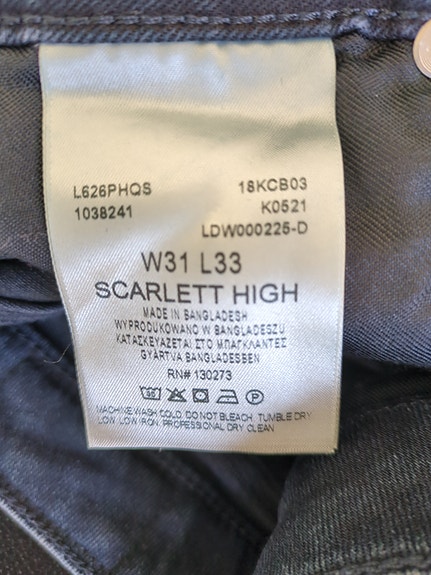 L626PHQS 18KCB03
1038241 K0521
LDW000225-D
W31 L33
SCARLETT HIGH
MADE IN BANGLADESH
WYPRODUKOWANO W BANGLADESZU
ΚΑΤΑΣΚΕΥΑΖΕΤΑΙ ΣΤΟ ΜΠΑΓΚΛΑΝΤΕΣ
GYÁRTVA BANGLADESBEN
RN# 130273
MACHINE WASH COLD. DO NOT BLEACH. TUMBLE DRY
LOW. LOW IRON. PROFESSIONAL DRY CLEAN